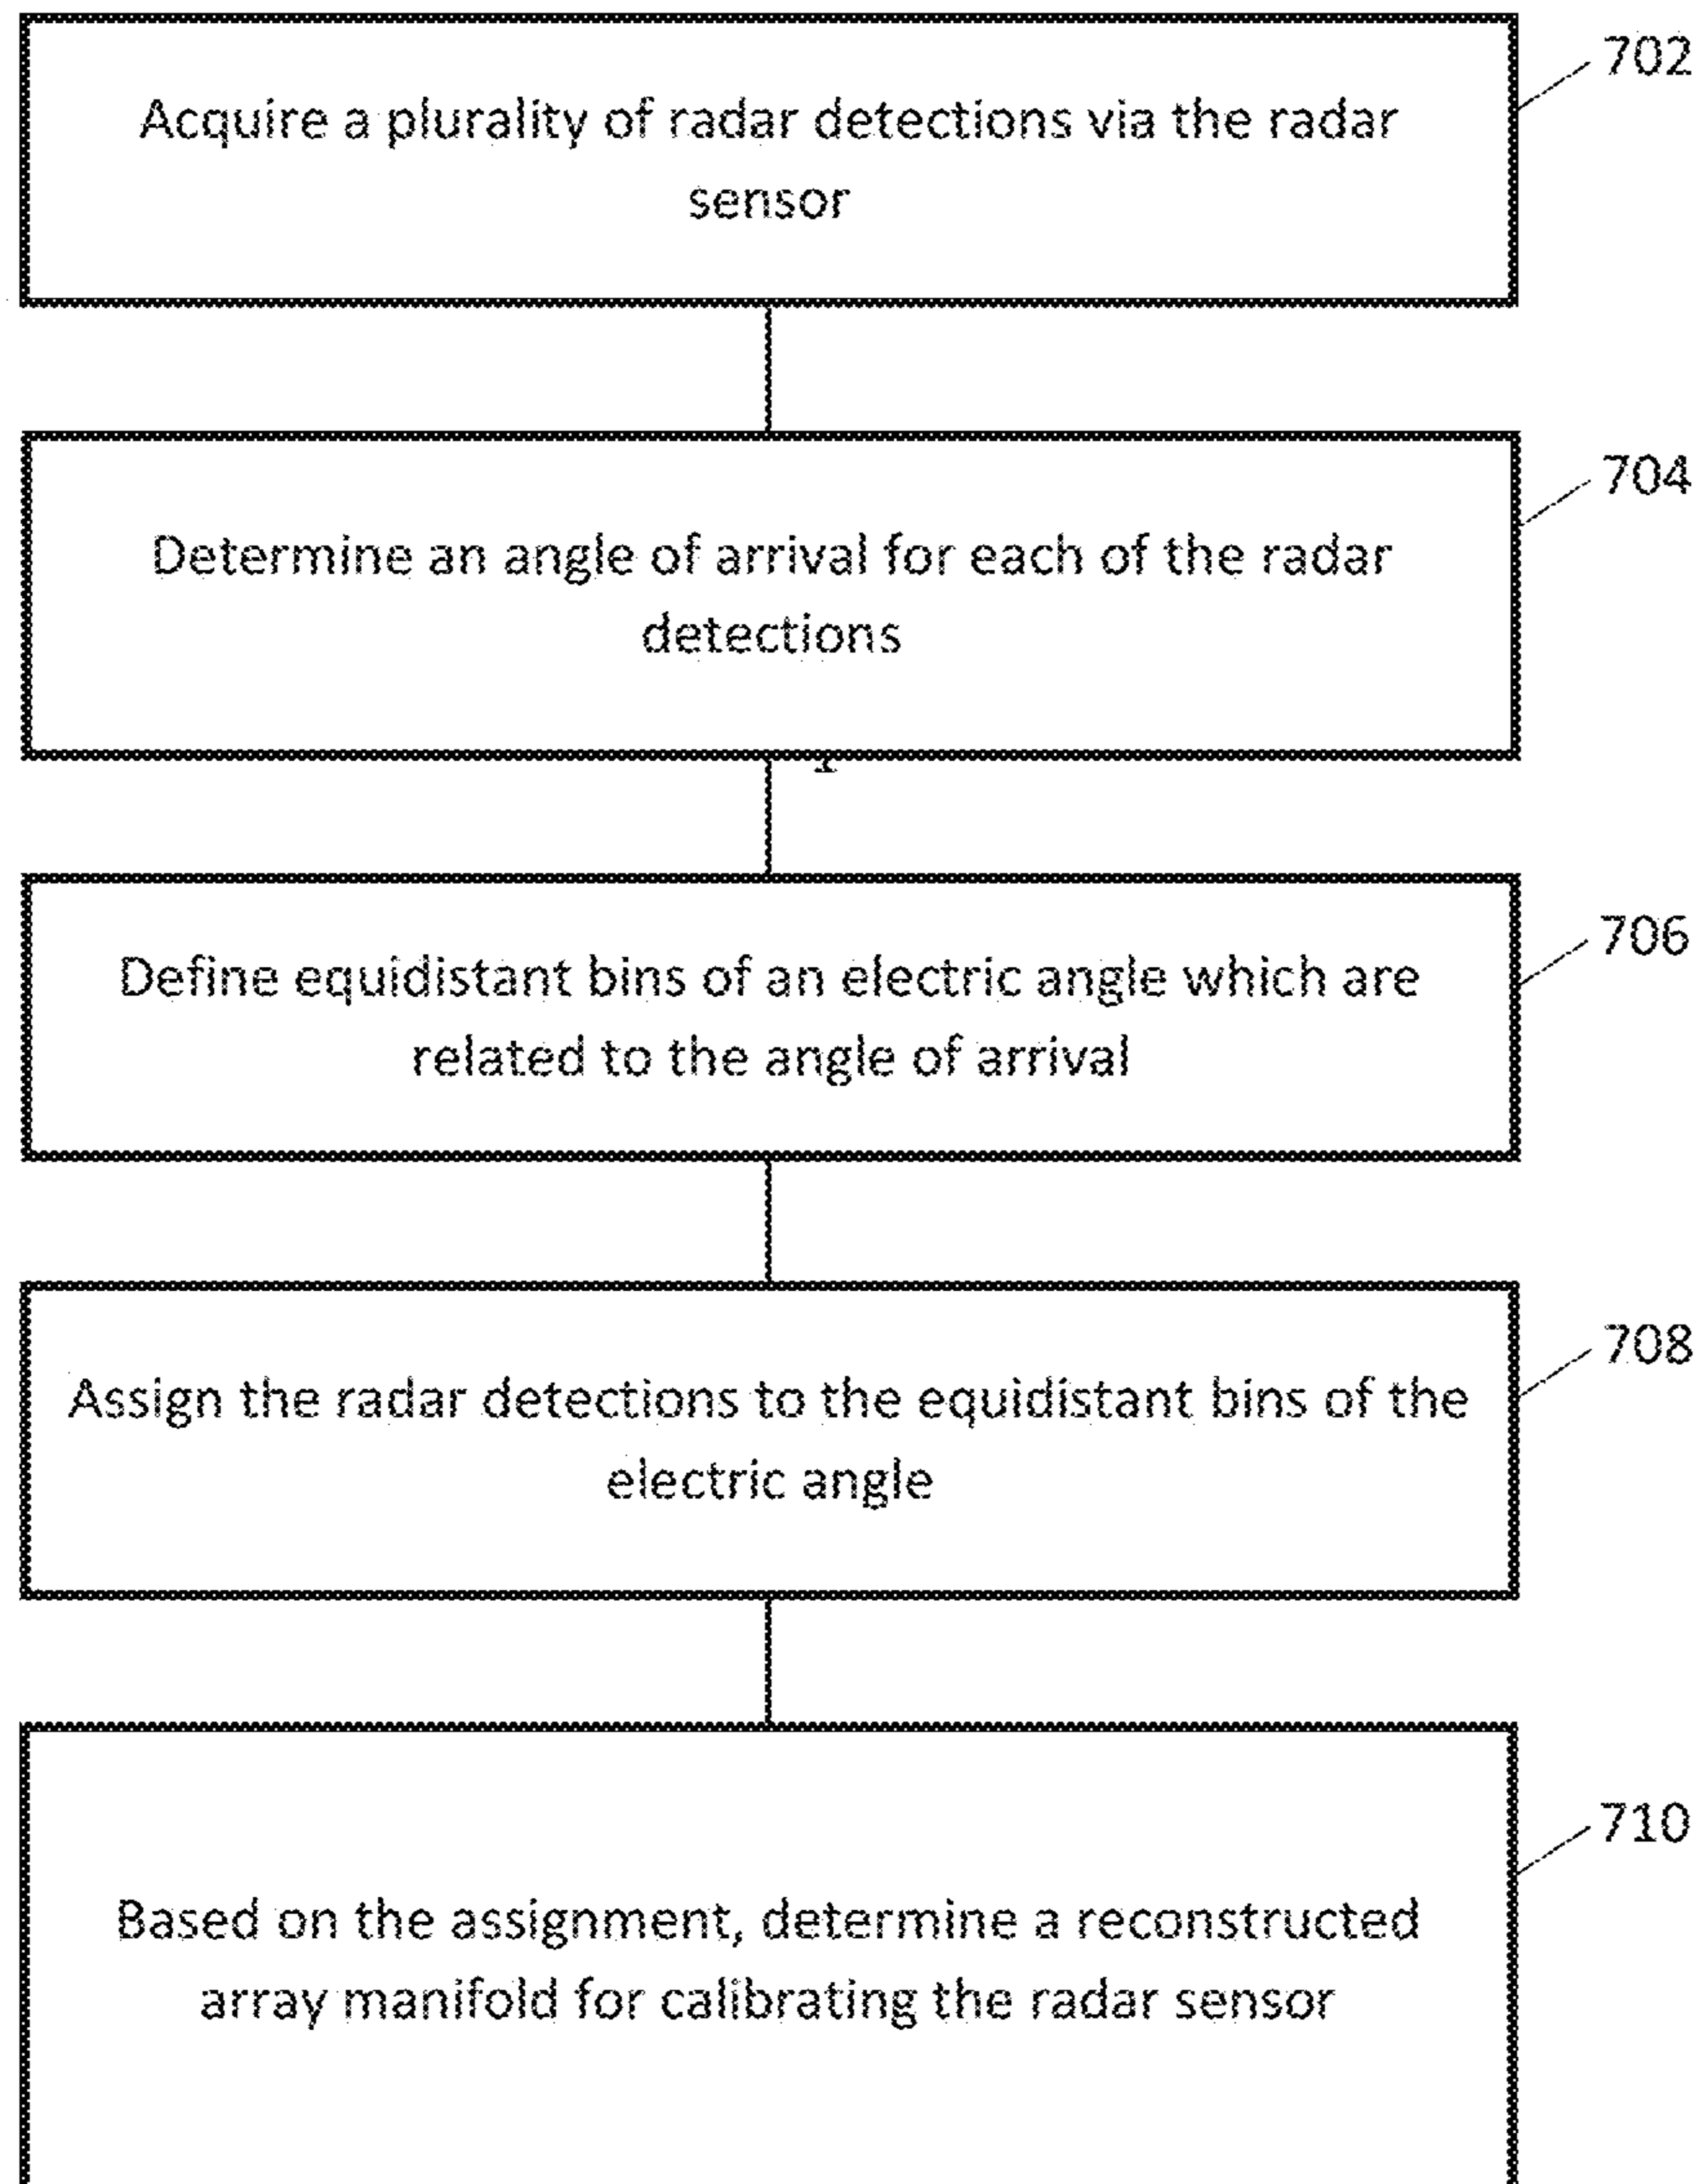 702
Acquire a plurality of radar detections via the radar
sensor
704
Determine an angle of arrival for each of the radar
detections
706
Define equidistant bins of an electric angle which are
related to the angle of arrival
708
Assign the radar detections to the equidistant bins of the
electric angle
710
Based on the assignment, determine a reconstructed
array manifold for calibrating the radar sensor